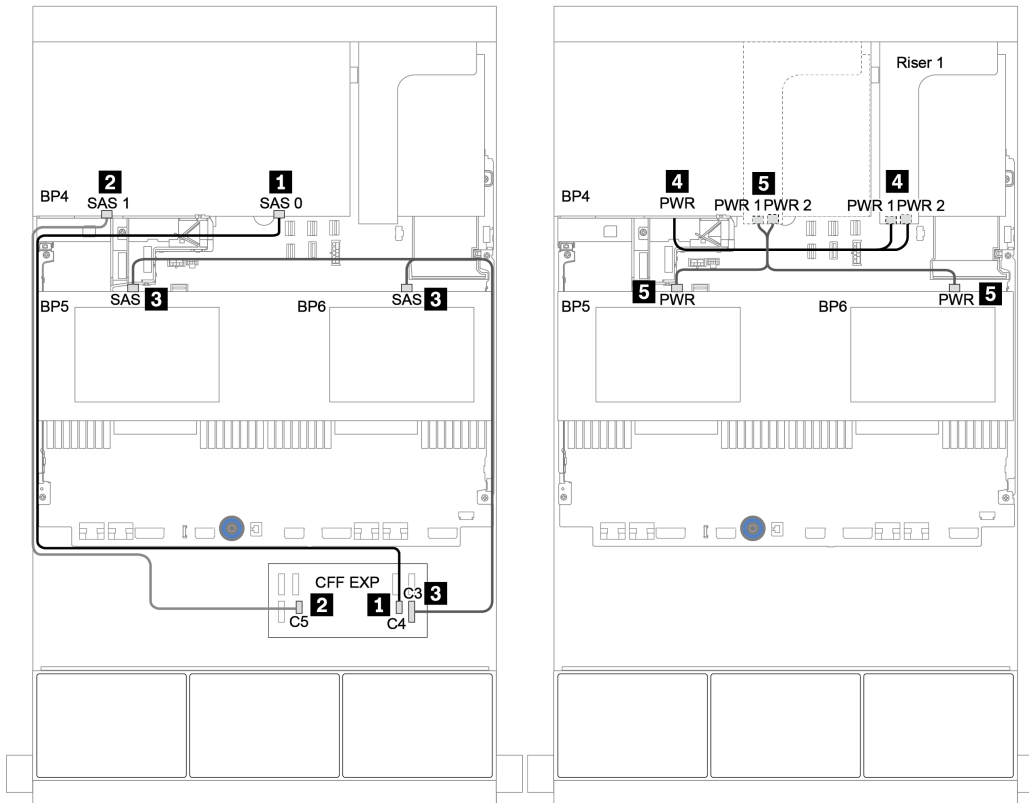 2
1
BP4
SAS 1
SAS 0
SAS 3
SAS 3
BP5
BP6
CFF EXP
C3 3
2
1
C5
C4
Riser 1
4
5
4
BP4
PWR
PWR 1 PWR 2
PWR 1 PWR 2
5 PWR
PWR 5
BP5
BP6